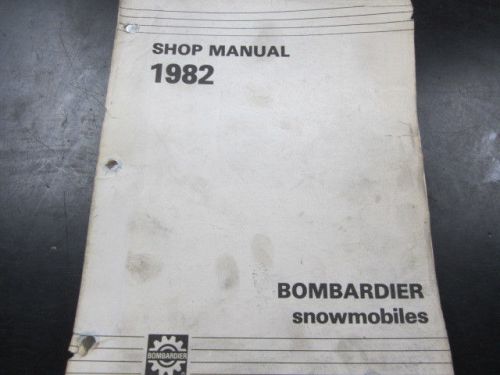 SHOP MANUAL
1982
BOMBARDIER
snowmobiles
BOMBARDIER